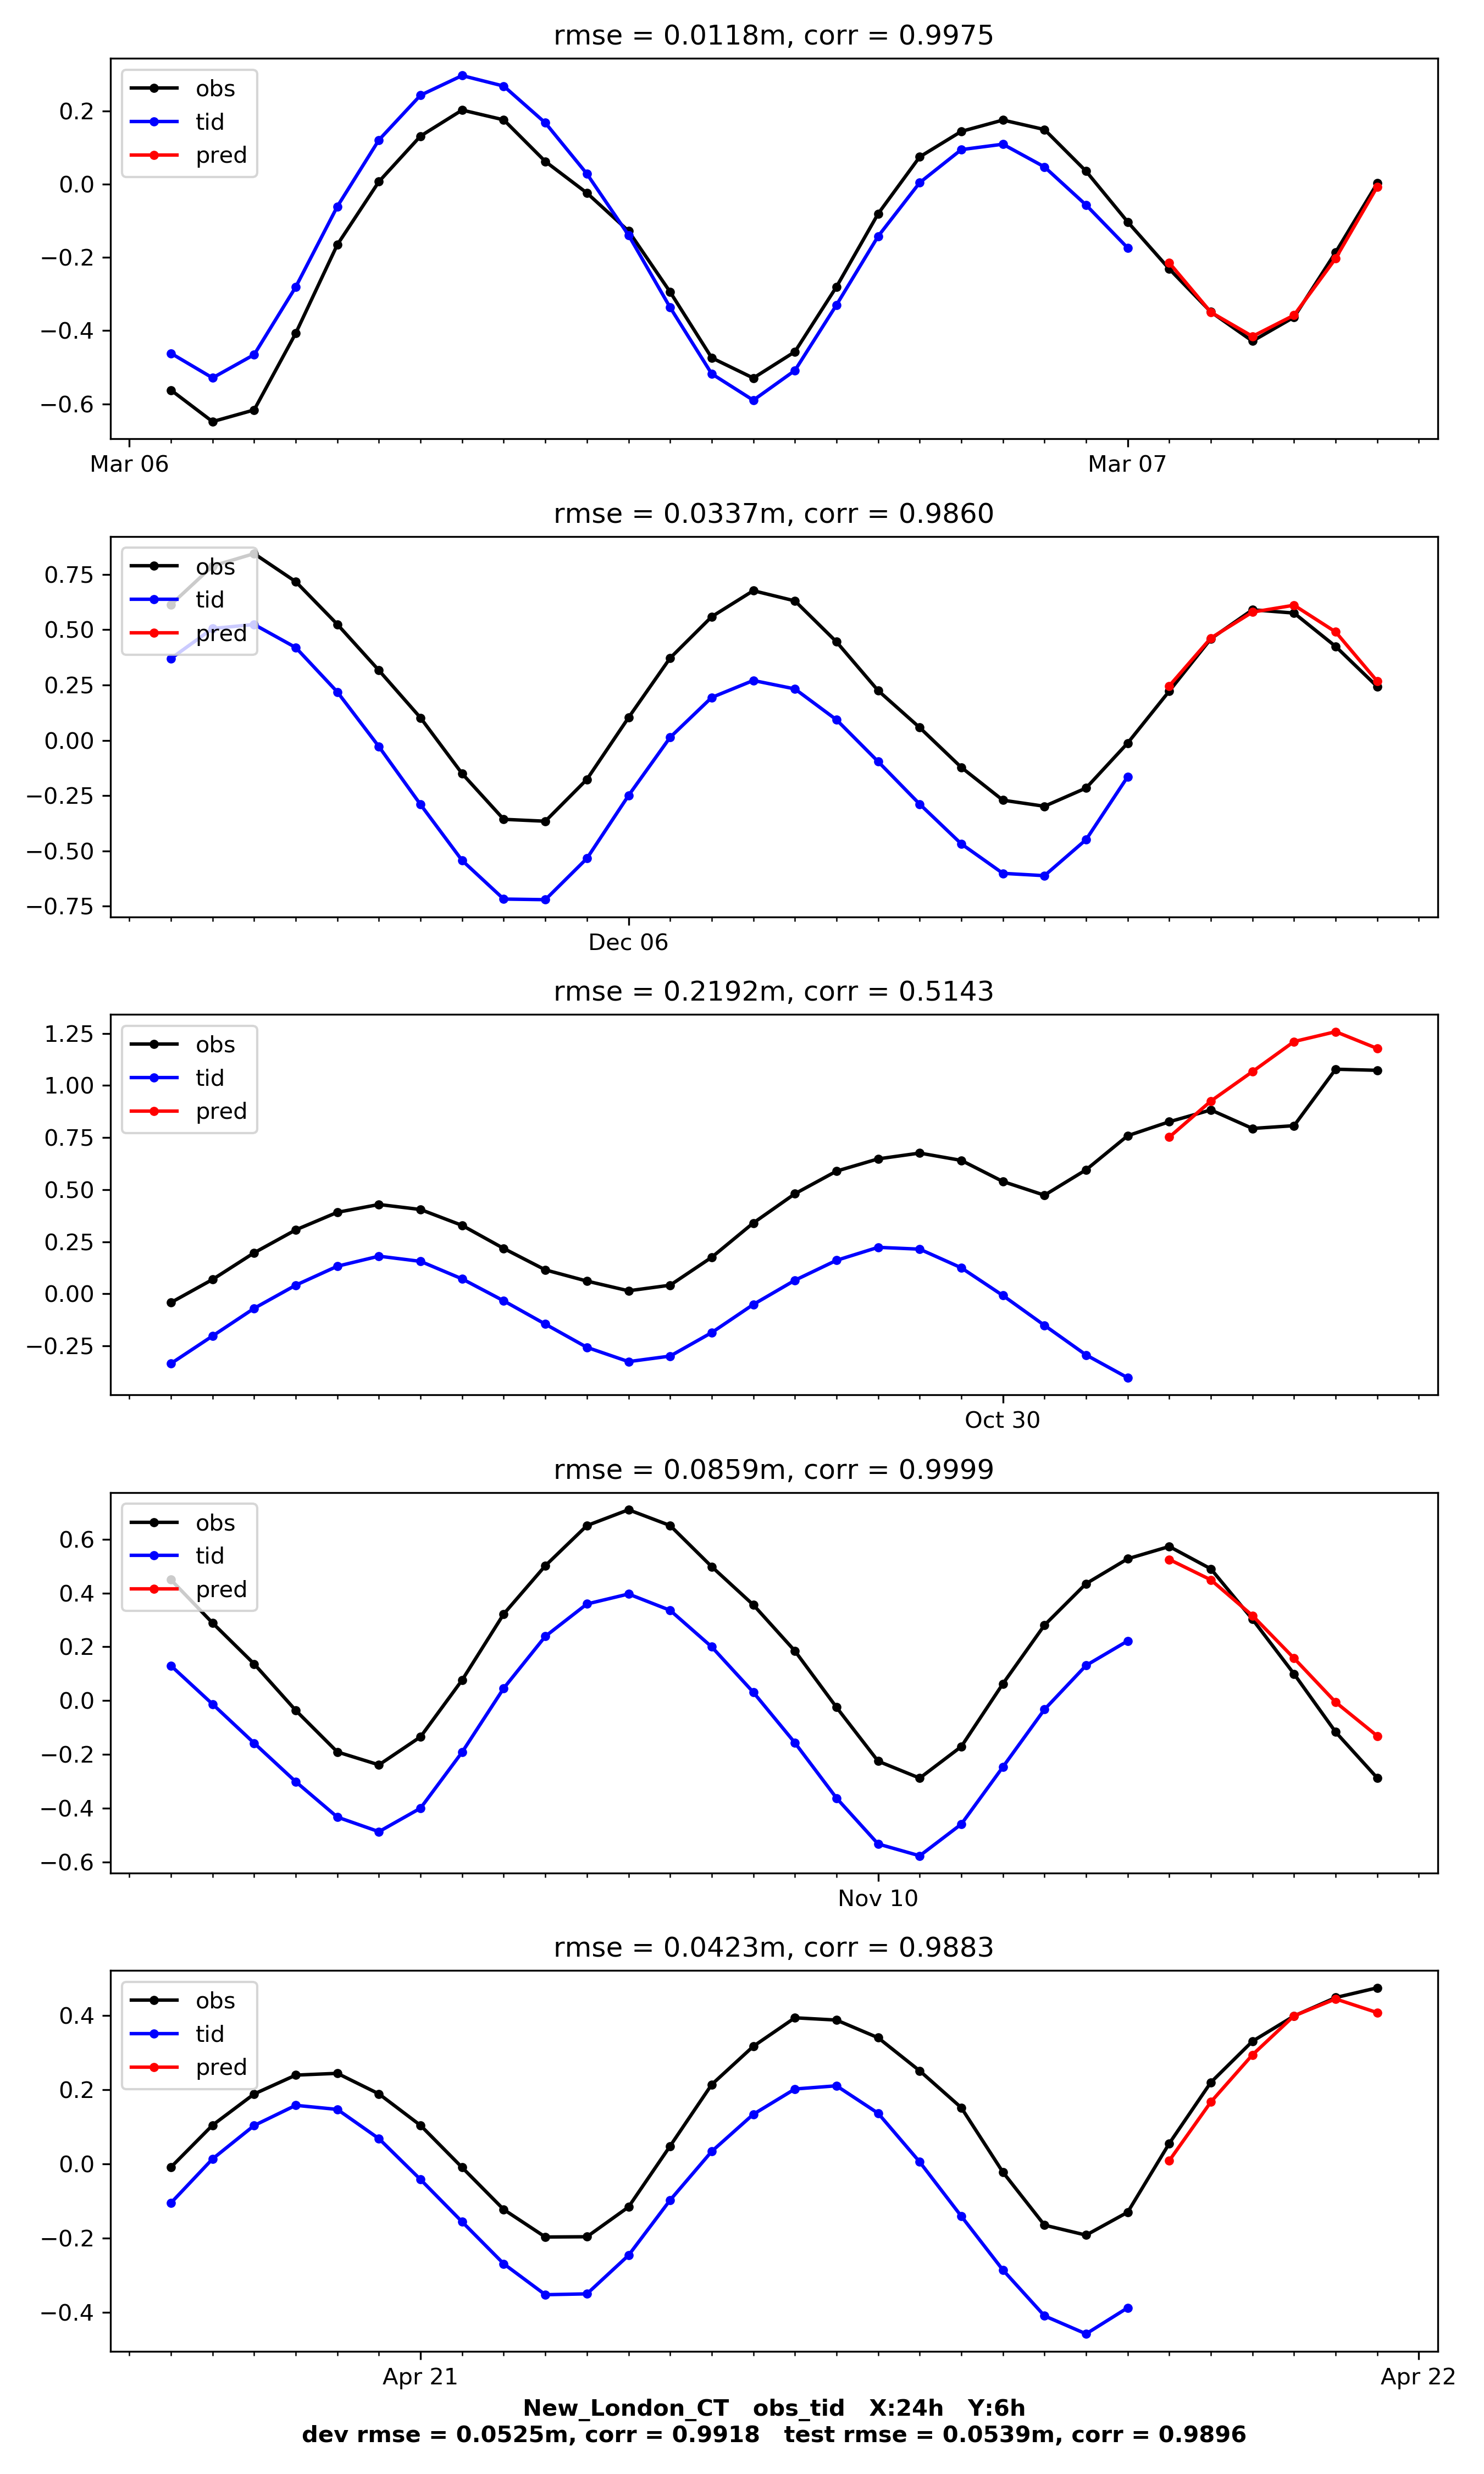 rmse = 0.0118m, corr = 0.9975
obs
tid
pred
0.2
0.0
−0.2
−0.4
−0.6
Mar 06 Mar 07
rmse = 0.0337m, corr = 0.9860
obs
tid
pred
0.75
0.50
0.25
0.00
−0.25
−0.50
−0.75
Dec 06
rmse = 0.2192m, corr = 0.5143
obs
tid
pred
1.25
1.00
0.75
0.50
0.25
0.00
−0.25
Oct 30
rmse = 0.0859m, corr = 0.9999
obs
tid
pred
0.6
0.4
0.2
0.0
−0.2
−0.4
−0.6
Nov 10
rmse = 0.0423m, corr = 0.9883
obs
tid
pred
0.4
0.2
0.0
−0.2
−0.4
Apr 21 Apr 22
New_London_CT obs_tid X:24h Y:6h
dev rmse = 0.0525m, corr = 0.9918 test rmse = 0.0539m, corr = 0.9896